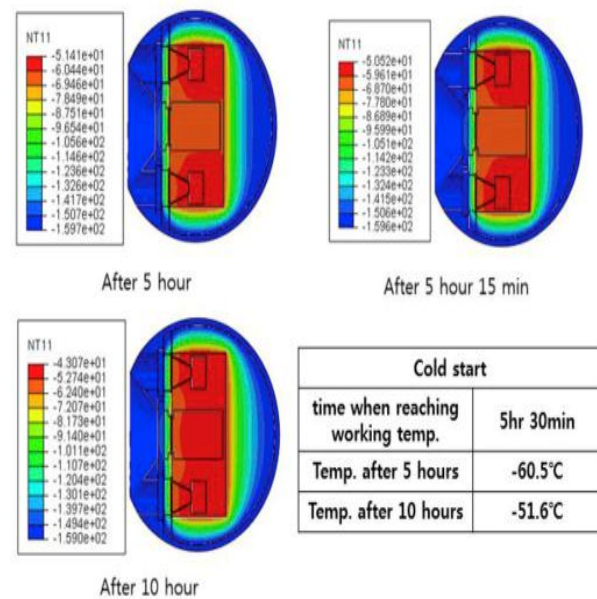 NT11
-5.141e+01
-6.044e+01
-6.946e+01
-7.849e+01
-8.751e+01
-9.654e+01
-1.056e+02
-1.146e+02
-1.236e+02
-1.326e+02
-1.417e+02
-1.507e+02
-1.597e+02
After 5 hour
NT11
-5.052e+01
-5.961e+01
-6.870e+01
-7.780e+01
-8.689e+01
-9.599e+01
-1.051e+02
-1.142e+02
-1.233e+02
-1.324e+02
-1.415e+02
-1.506e+02
-1.596e+02
After 5 hour 15 min
NT11
-4.307e+01
-5.274e+01
-6.240e+01
-7.207e+01
-8.173e+01
-9.140e+01
-1.011e+02
-1.107e+02
-1.204e+02
-1.301e+02
-1.397e+02
-1.494e+02
-1.590e+02
After 10 hour
Cold start
time when reaching
working temp.
5hr 30min
Temp. after 5 hours -60.5℃
Temp. after 10 hours -51.6℃